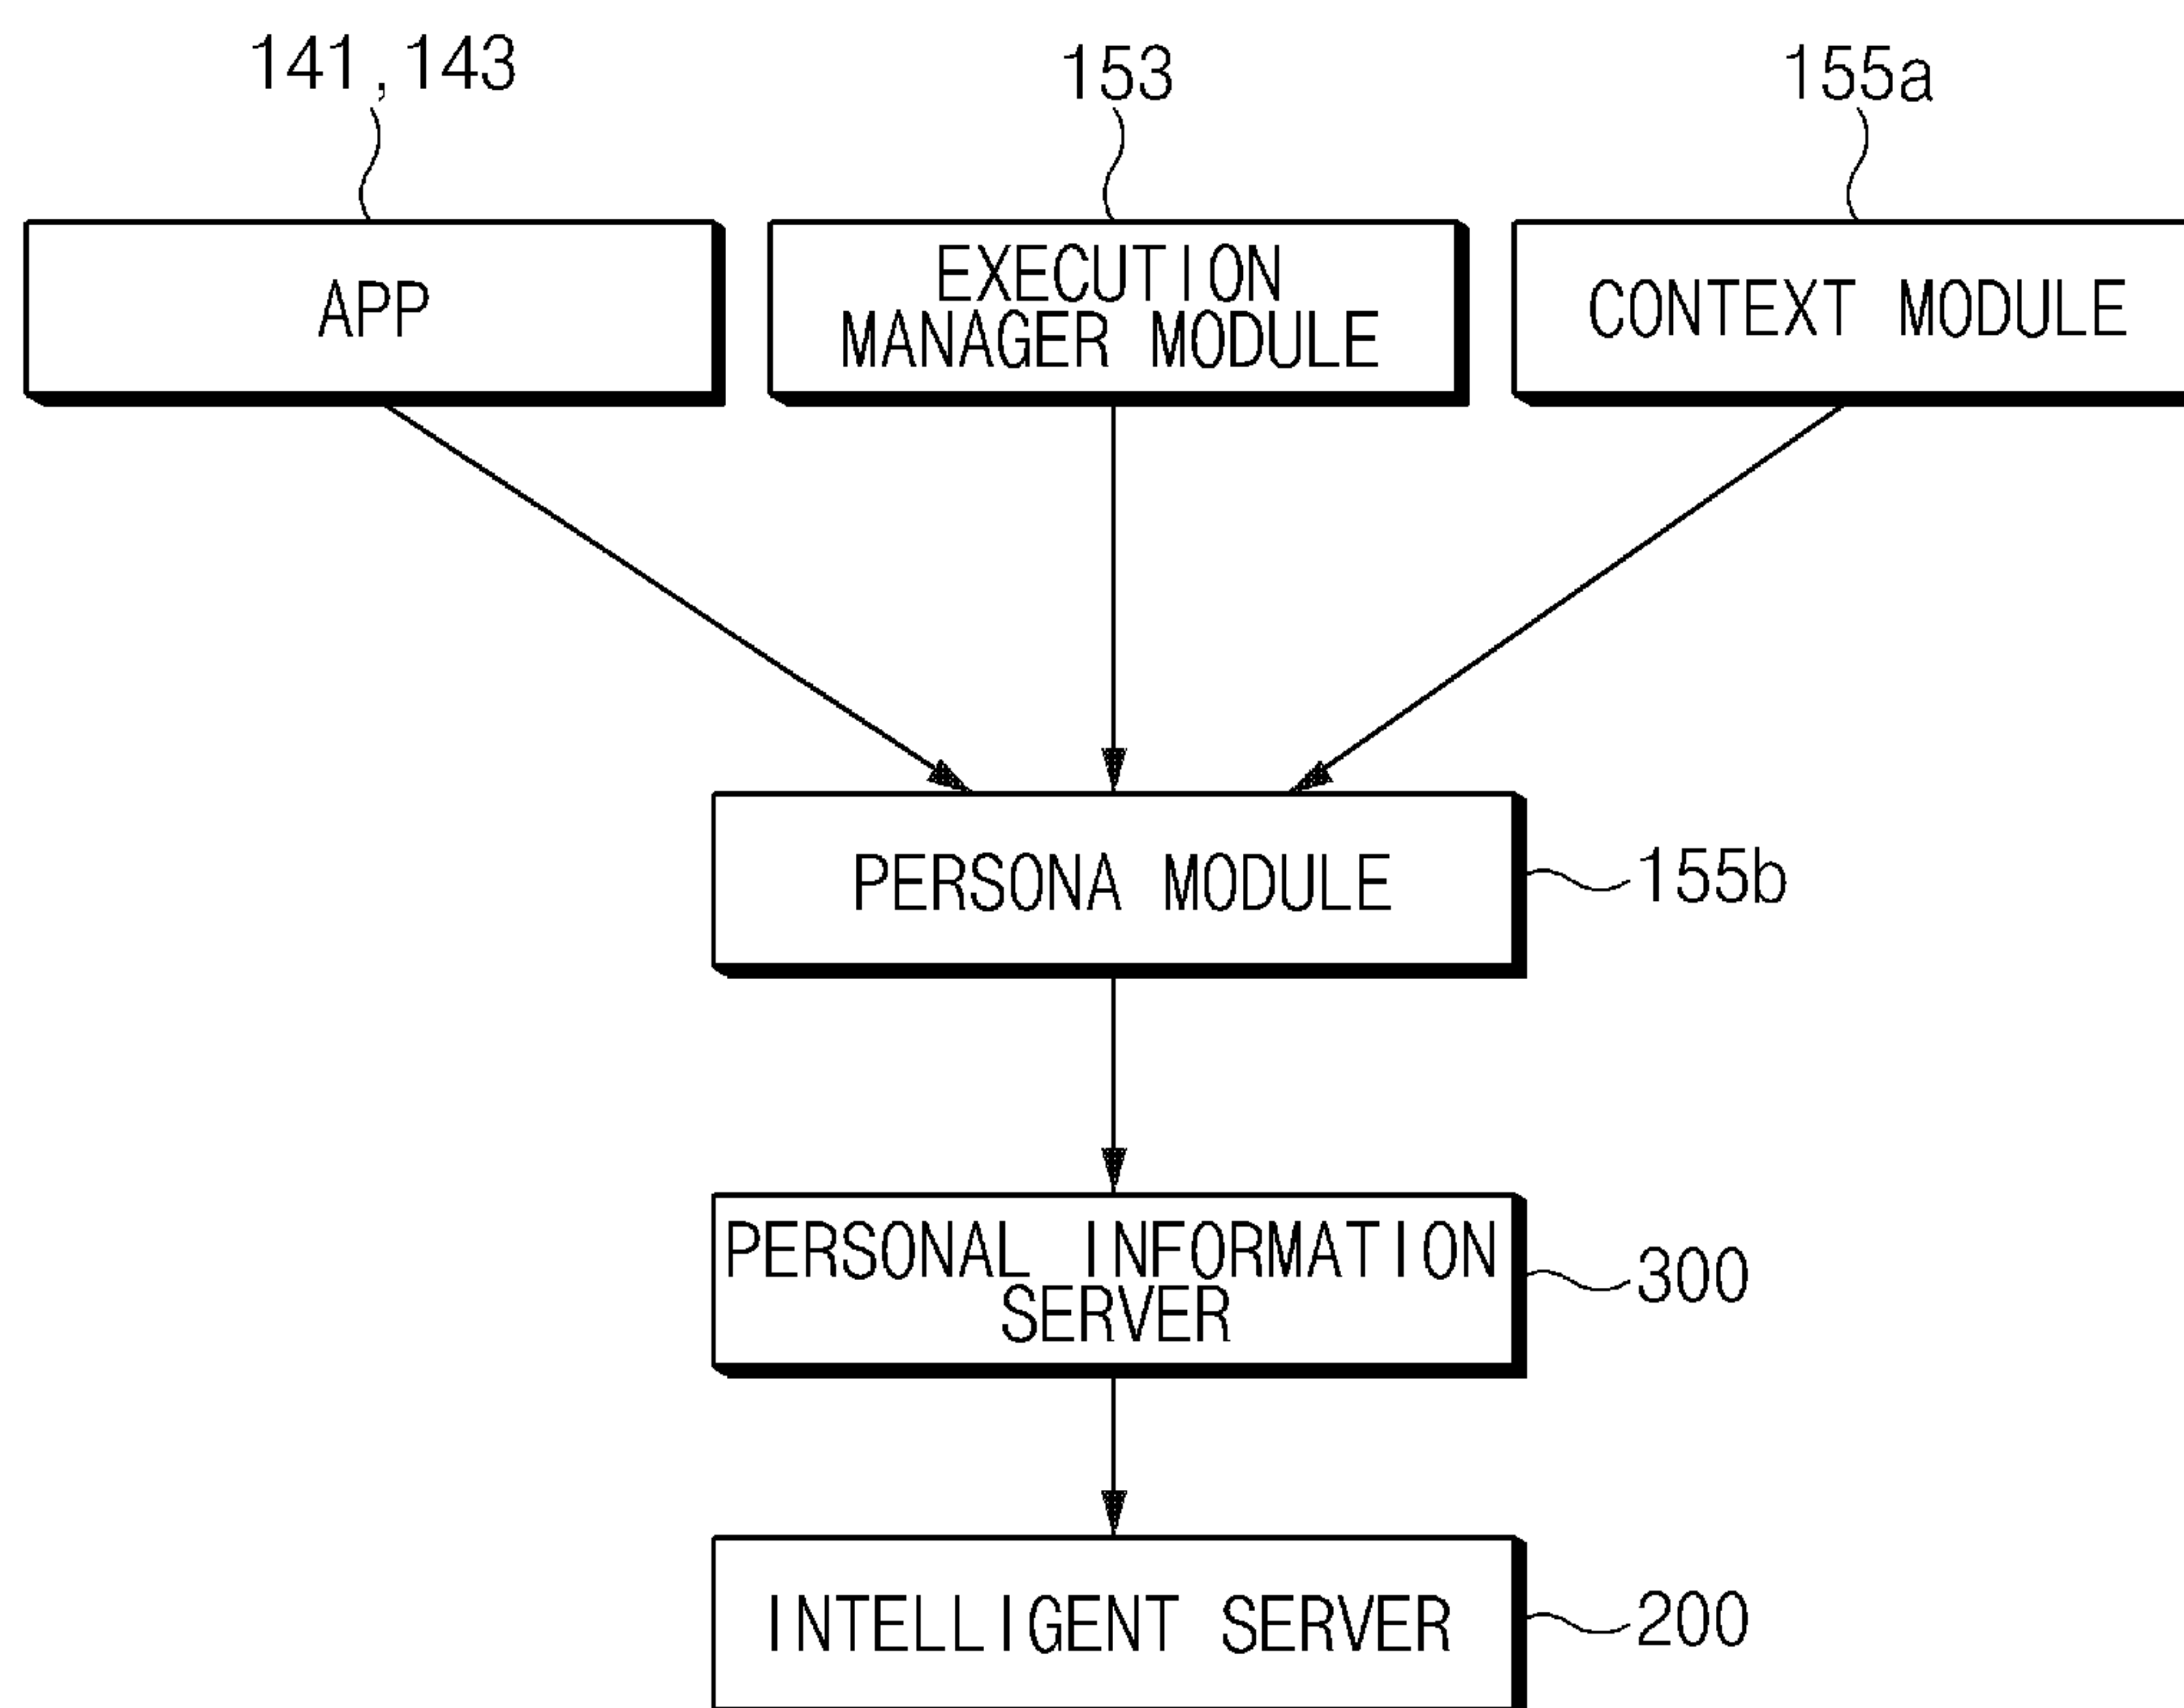 141, 143
153
155a
APP
EXECUTION
MANAGER MODULE
CONTEXT MODULE
PERSONA MODULE
155b
PERSONAL INFORMATION
SERVER
300
INTELLIGENT SERVER
200